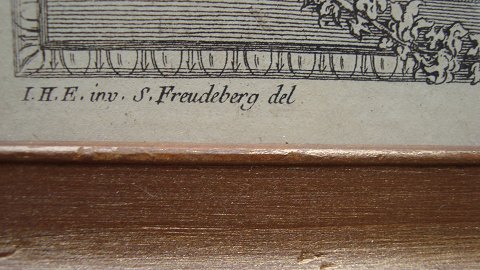 I. H. E. inv. S. Freudeberg del